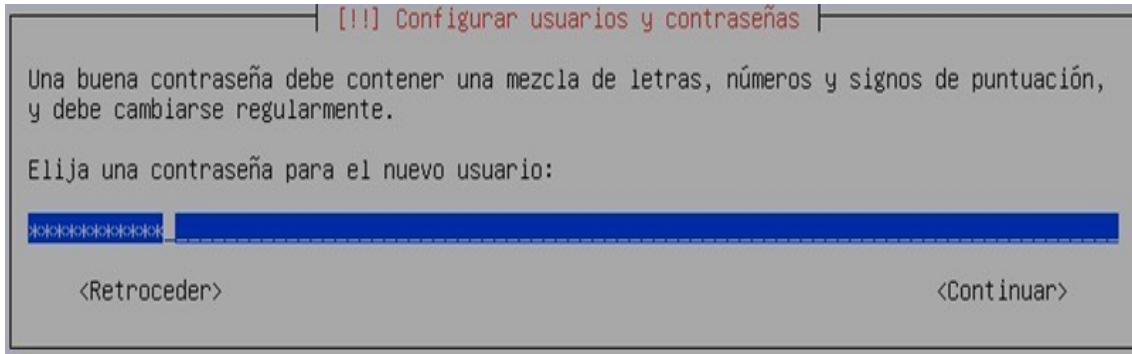 [!!] Configurar usuarios y contraseñas
Una buena contraseña debe contener una mezcla de letras, números y signos de puntuación,
y debe cambiarse regularmente.
Elija una contraseña para el nuevo usuario:
***********
<Retroceder> <Continuar>